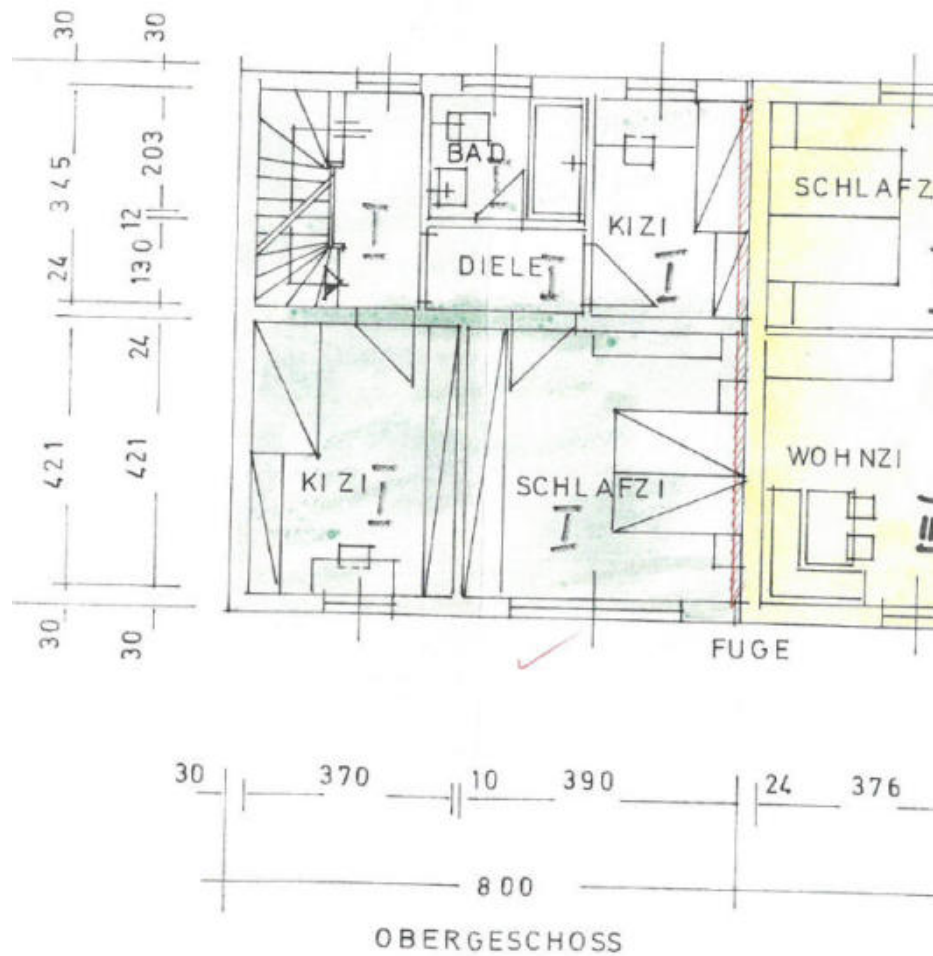 30
30
345
203
12
130
24
24
421
421
30
30
BAD
DIELE
KIZI
SCHLAFZ
KIZI
SCHLAFZI
WOHNZI
FUGE
30 370 10 390 24 376
800
OBERGESCHOSS